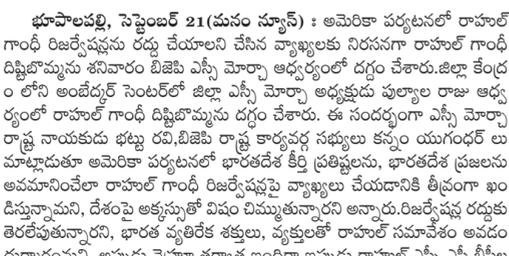 భూపాలపల్లి, సెప్టెంబర్ 21(మనం న్యూస్) : అమెరికా పర్యటనలో రాహుల్
గాంధీ రిజర్వేషన్లను రద్దు చేయాలని చేసిన వ్యాఖ్యలకు నిరసనగా రాహుల్ గాంధీ
దిష్టిబొమ్మను శనివారం బిజెపి ఎస్సీ మోర్చా ఆధ్వర్యంలో దగ్దం చేశారు.జిల్లా కేంద్ర
ం లోని అంబేద్కర్ సెంటర్‌లో జిల్లా ఎస్సీ మోర్చా అధ్యక్షుడు పుల్యాల రాజు ఆధ్వ
ర్యంలో రాహుల్ గాంధీ దిష్టిబొమ్మను దగ్ధం చేశారు. ఈ సందర్భంగా ఎస్సీ మోర్చా
రాష్ట్ర నాయకుడు భట్టు రవి,బిజెపి రాష్ట్ర కార్యవర్గ సభ్యులు కన్నం యుగంధర్ లు
మాట్లాడుతూ అమెరికా పర్యటనలో భారతదేశ కీర్తి ప్రతిష్టలను, భారతదేశ ప్రజలను
అవమానించేలా రాహుల్ గాంధీ రిజర్వేషన్లపై వ్యాఖ్యలు చేయడానికి తీవ్రంగా ఖం
డిస్తున్నామని, దేశంపై అక్కస్సుతో విషం చిమ్ముతున్నారని అన్నారు.రిజర్వేషన్ల రద్దుకు
తెరలేపుతున్నారని, భారత వ్యతిరేక శక్తులు, వ్యక్తులతో రాహుల్ సమావేశం అవడం